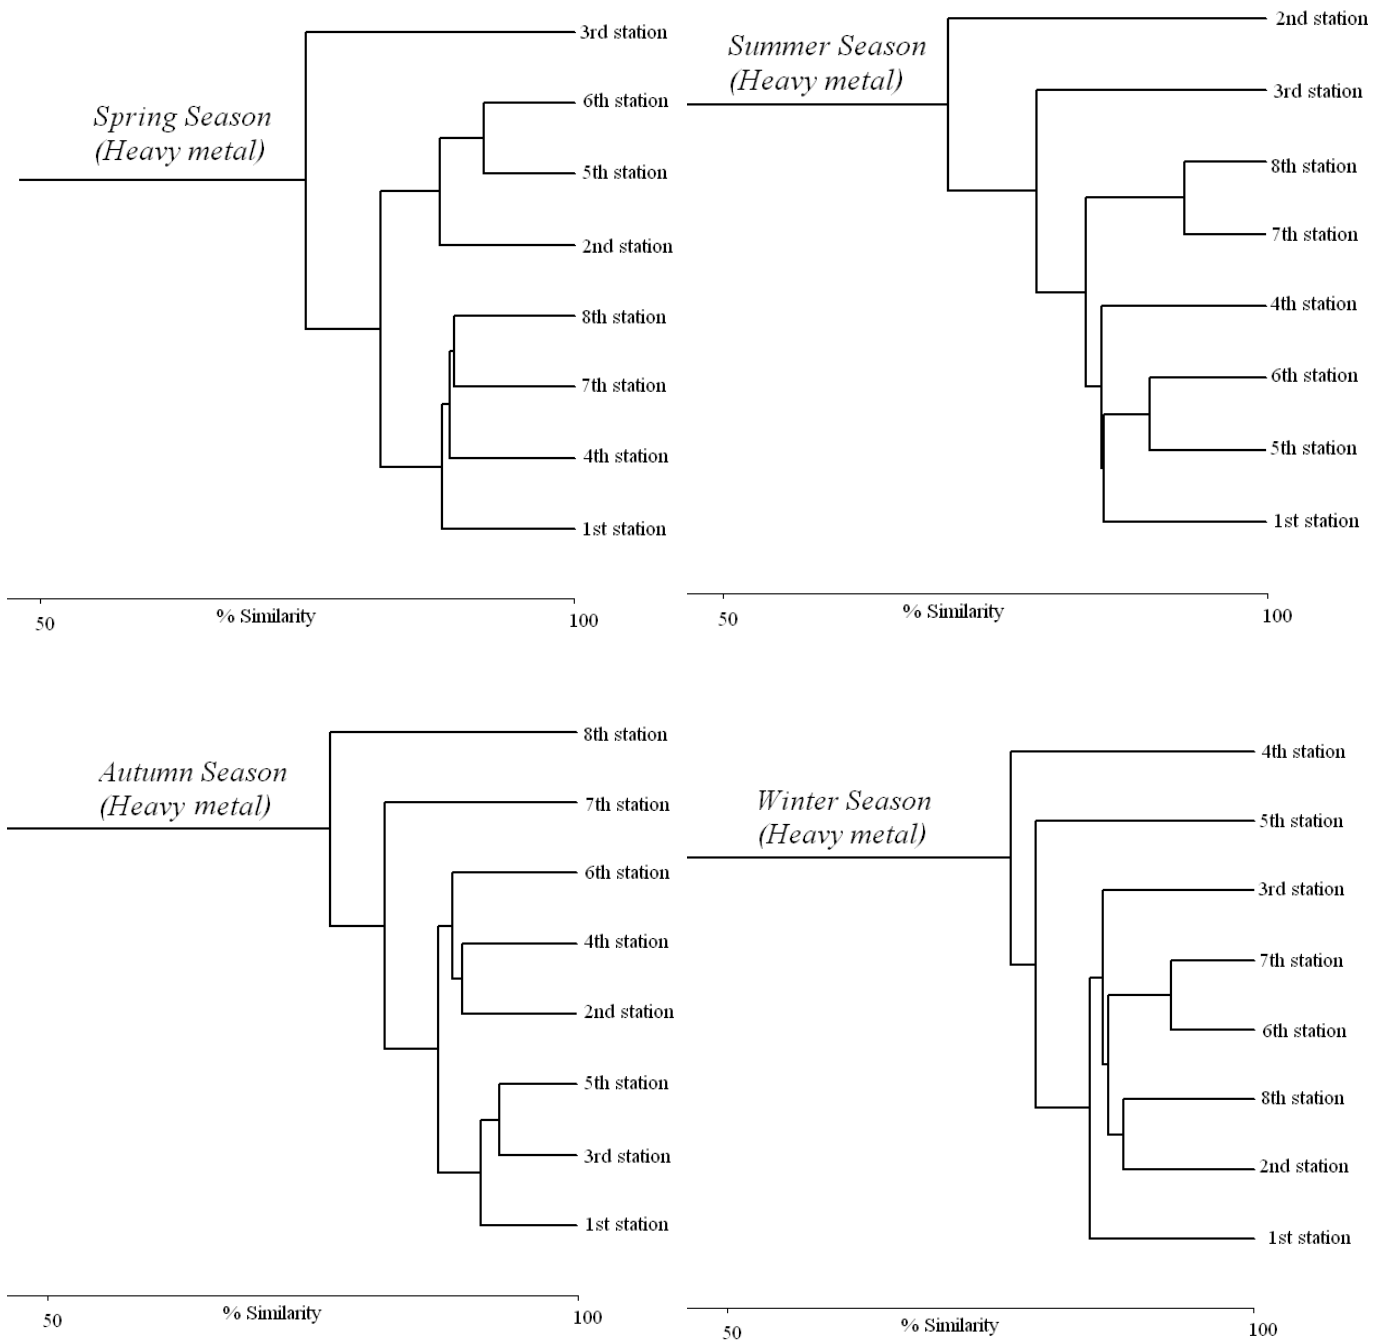 Spring Season
(Heavy metal)
3rd station
6th station
5th station
2nd station
8th station
7th station
4th station
1st station
50
% Similarity
100
Summer Season
(Heavy metal)
2nd station
3rd station
8th station
7th station
4th station
6th station
5th station
1st station
50
% Similarity
100
Autumn Season
(Heavy metal)
8th station
7th station
6th station
4th station
2nd station
5th station
3rd station
1st station
50
% Similarity
100
Winter Season
(Heavy metal)
4th station
5th station
3rd station
7th station
6th station
8th station
2nd station
1st station
50
% Similarity
100